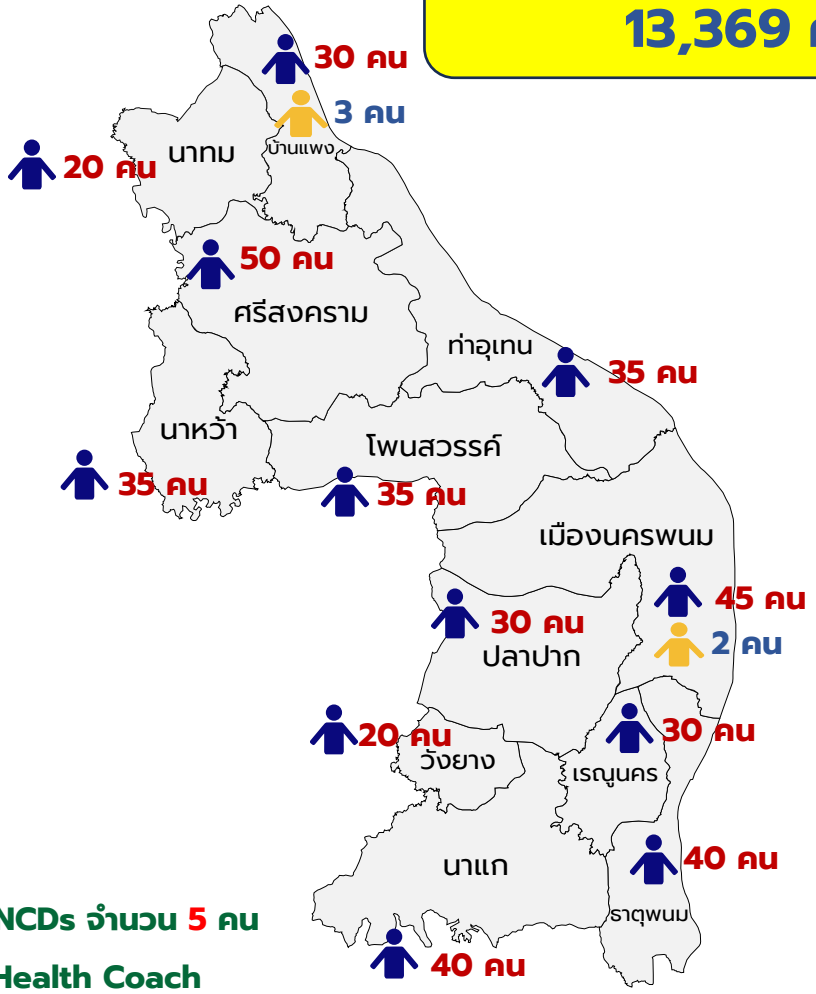 13,369
30 คน
3 คน
บ้านแพง
นาทม
20 คน
50 คน
ศรีสงคราม
ท่าอุเทน
35 คน
นาหว้า
โพนสวรรค์
35 คน
35 คน
เมืองนครพนม
45 คน
30 คน
2 คน
ปลาปาก
20 คน
30 คน
วังยาง
เรณูนคร
นาแก
40 คน
ธาตุพนม
NCDs จำนวน 5 คน
40 คน
Health Coach